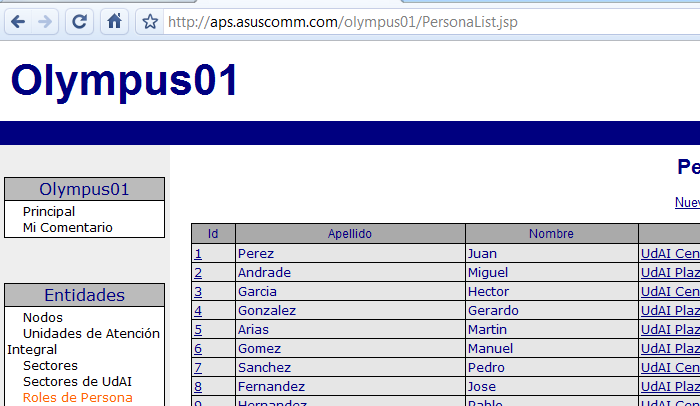 http://aps.asuscomm.com/olympus01/PersonaList.jsp
Olympus01
Olympus01
Principal
Mi Comentario
Entidades
Nodos
Unidades de Atención
Integral
Sectores
Sectores de UdAI
Roles de Persona
Pe
Nuev
Id Apellido Nombre
1 Perez Juan UdAI Cen
2 Andrade Miguel UdAI Plaz
3 Garcia Hector UdAI Cen
4 Gonzalez Gerardo UdAI Plaz
5 Arias Martin UdAI Plaz
6 Gomez Manuel UdAI Plaz
7 Sanchez Pedro UdAI Cen
8 Fernandez Jose UdAI Plaz
9 Hernandez Pablo